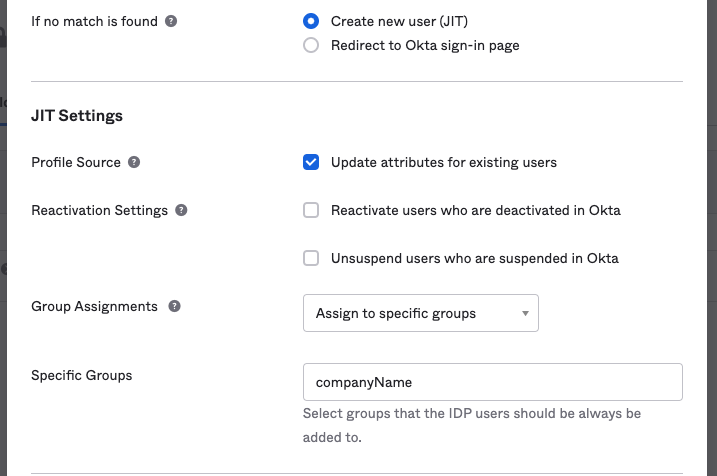 If no match is found ?
Create new user (JIT)
Redirect to Okta sign-in page
JIT Settings
Profile Source ?
Update attributes for existing users
Reactivation Settings ?
Reactivate users who are deactivated in Okta
Unsuspend users who are suspended in Okta
Group Assignments ?
Assign to specific groups
Specific Groups
companyName
Select groups that the IDP users should be always be
added to.